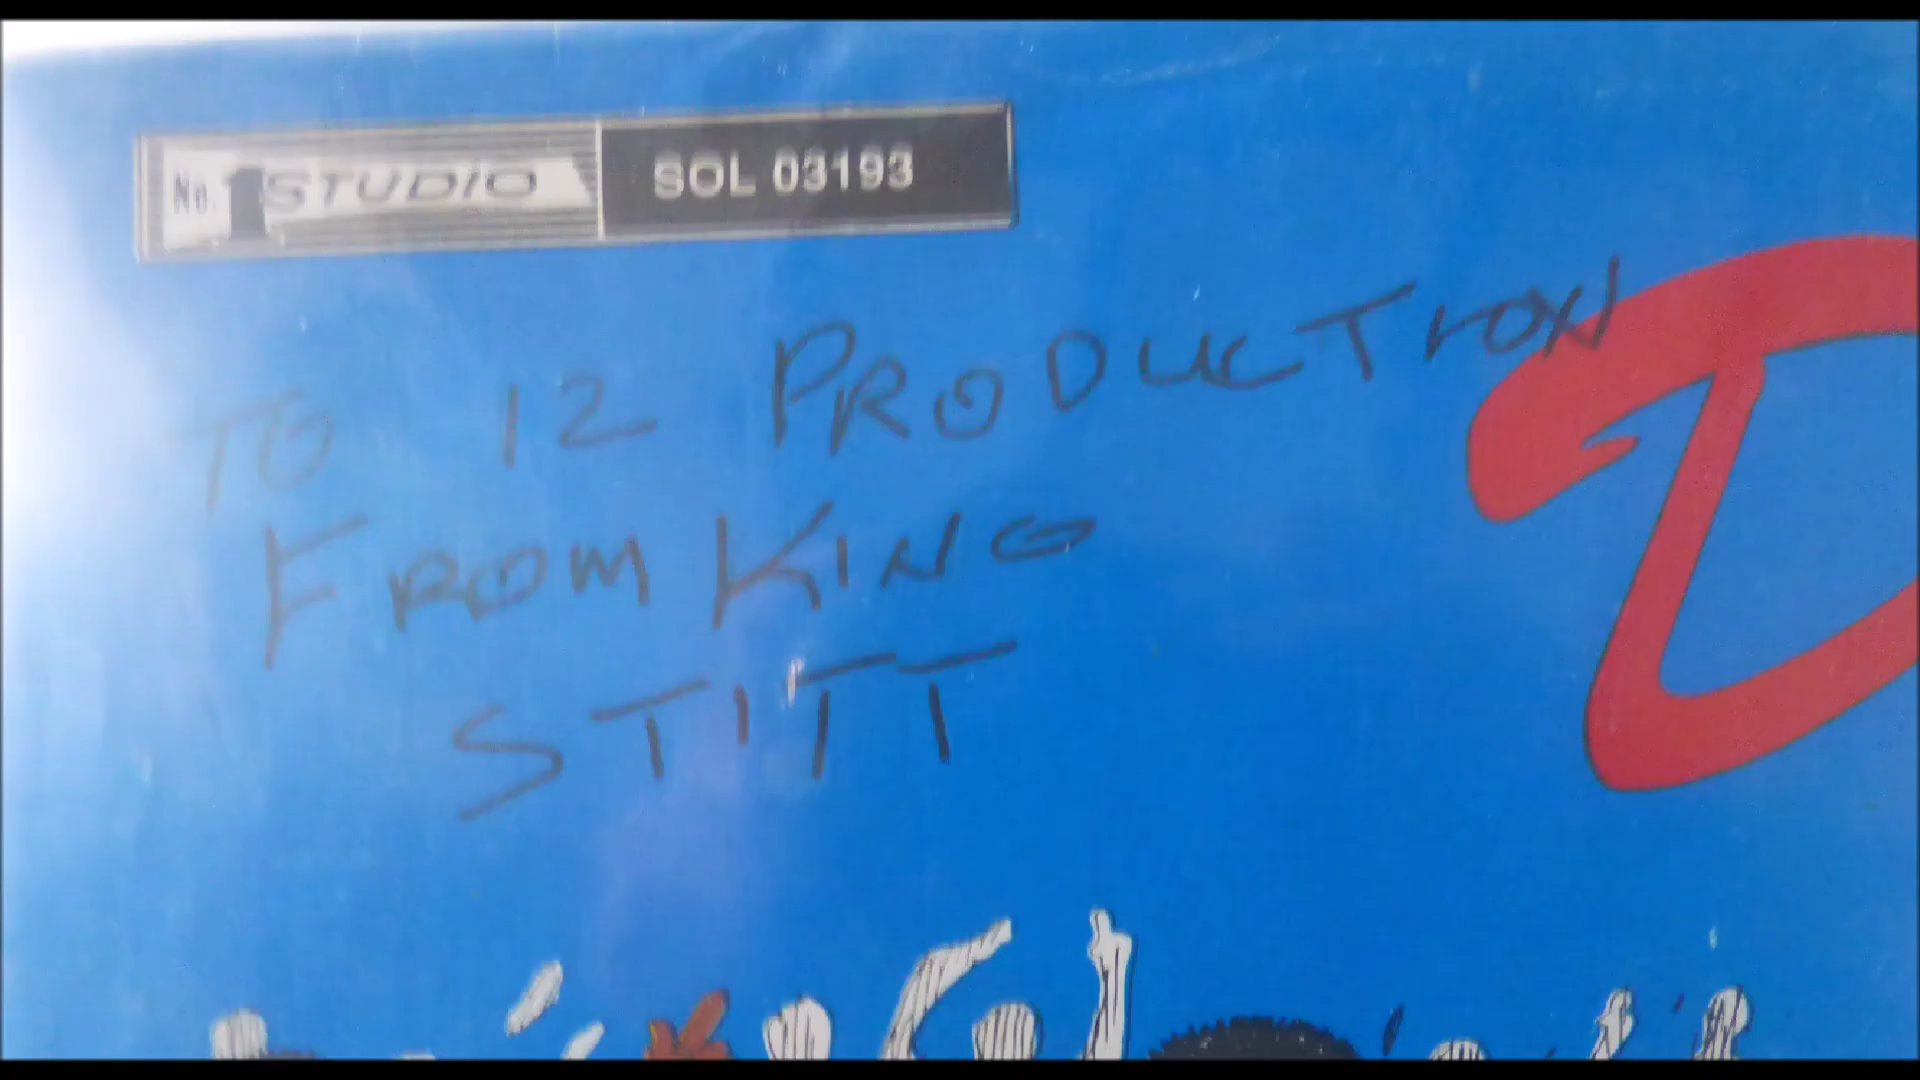 No. 1 STUDIO SOL 03193
TO 12 PRODUCTION
FROM KING
STITT
D